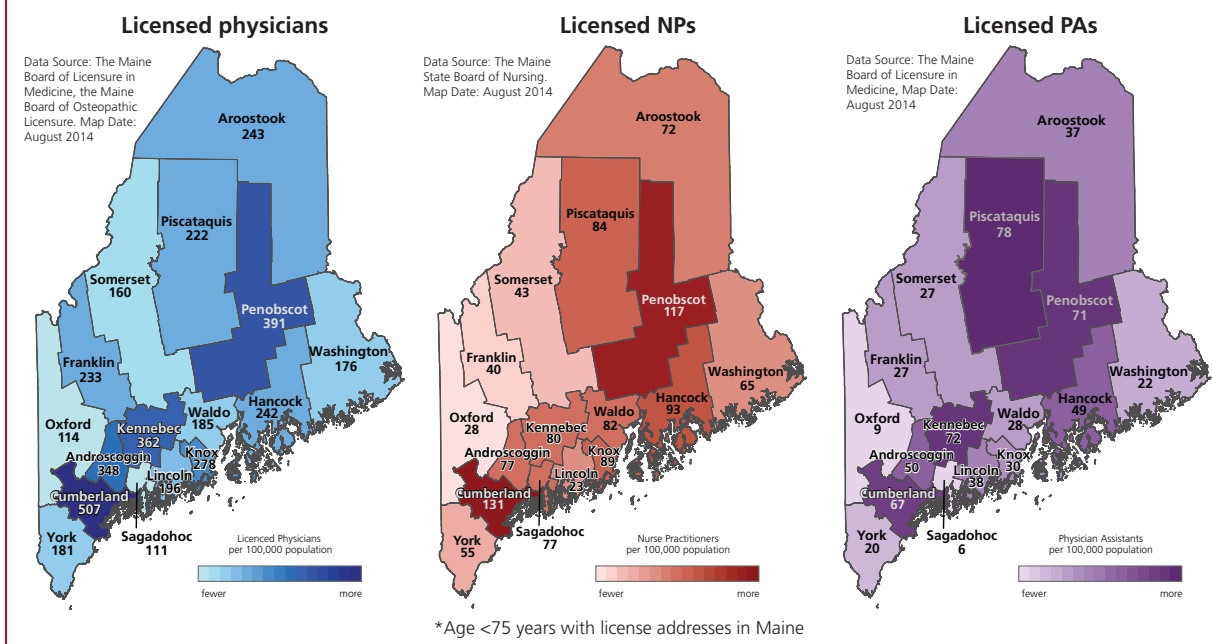 Licensed physicians
Data Source: The Maine
Board of Licensure in
Medicine, the Maine
Board of Osteopathic
Licensure. Map Date:
August 2014
Aroostook
243
Piscataquis
222
Somerset
160
Penobscot
391
Franklin
233
Washington
176
Hancock
242
Waldo
185
Oxford
114
Kennebec
362
Knox
278
Androscoggin
348
Lincoln
196
Cumberland
507
Sagadohoc
111
York
181
Licenced Physicians
per 100,000 population
fewer
more
Licensed NPs
Data Source: The Maine
State Board of Nursing.
Map Date: August 2014
Aroostook
72
Piscataquis
84
Somerset
43
Penobscot
117
Franklin
40
Washington
65
Hancock
93
Waldo
82
Oxford
28
Kennebec
80
Knox
89
Androscoggin
77
Lincoln
23
Cumberland
131
Sagadohoc
77
York
55
Nurse Practitioners
per 100,000 population
fewer
more
Licensed PAs
Data Source: The Maine
Board of Licensure in
Medicine, Map Date:
August 2014
Aroostook
37
Piscataquis
78
Somerset
27
Penobscot
71
Franklin
27
Washington
22
Hancock
49
Waldo
28
Oxford
9
Kennebec
72
Knox
30
Androscoggin
50
Lincoln
38
Cumberland
67
Sagadohoc
6
York
20
Physician Assistants
per 100,000 population
fewer
more
*Age <75 years with license addresses in Maine